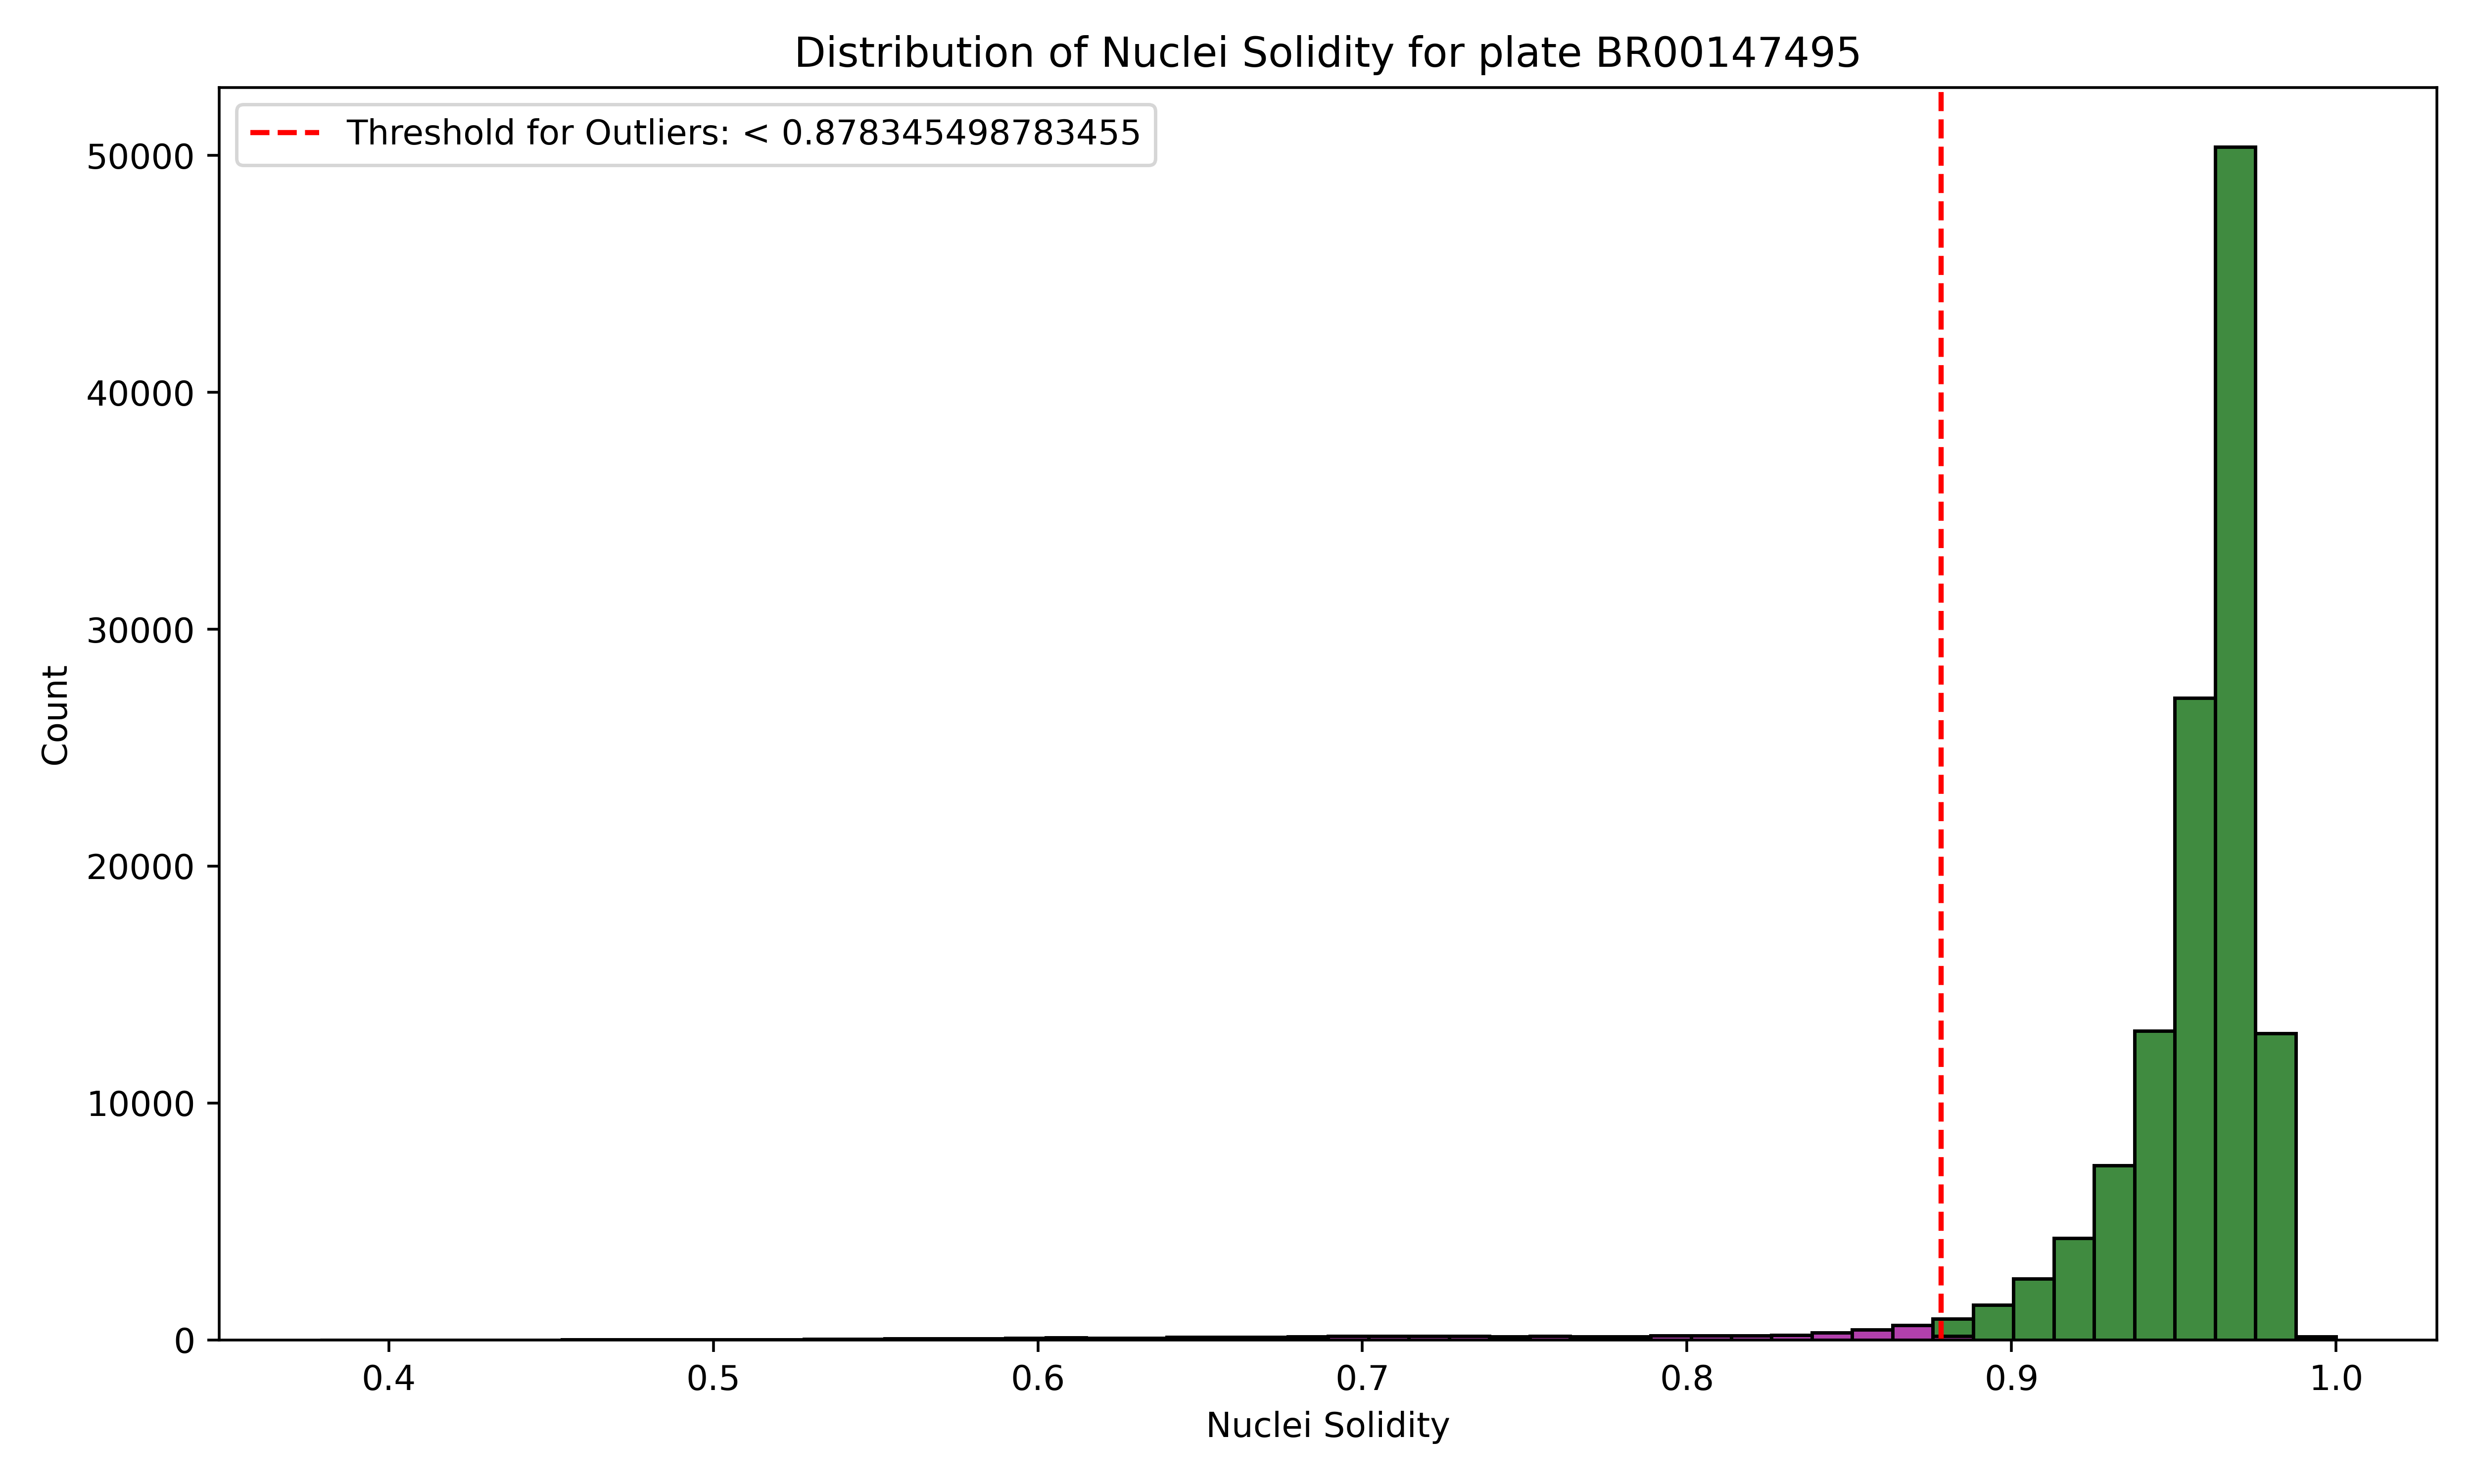 Distribution of Nuclei Solidity for plate BR00147495
Threshold for Outliers: < 0.878345498783455
50000
40000
30000
20000
10000
0
Count
0.4 0.5 0.6 0.7 0.8 0.9 1.0
Nuclei Solidity